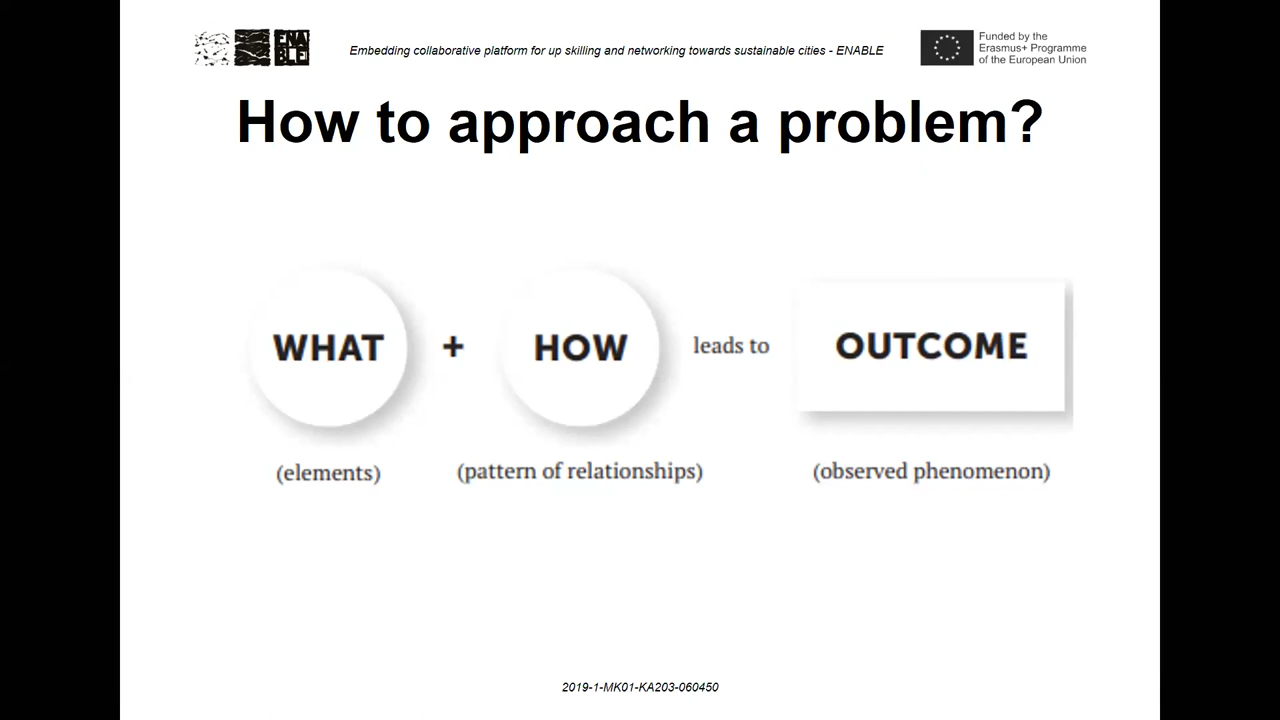 ENA
BLE
Embedding collaborative platform for up skilling and networking towards sustainable cities - ENABLE
Funded by the
Erasmus+ Programme
of the European Union
How to approach a problem?
WHAT + HOW leads to OUTCOME
(elements) (pattern of relationships) (observed phenomenon)
2019-1-MK01-KA203-060450